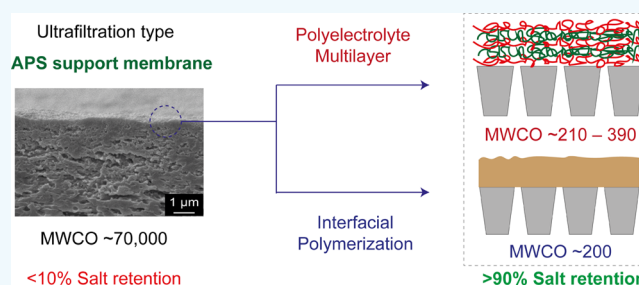 Ultrafiltration type
APS support membrane
1 µm
MWCO ~70,000
<10% Salt retention
Polyelectrolyte
Multilayer
Interfacial
Polymerization
MWCO ~210 – 390
MWCO ~200
>90% Salt retention